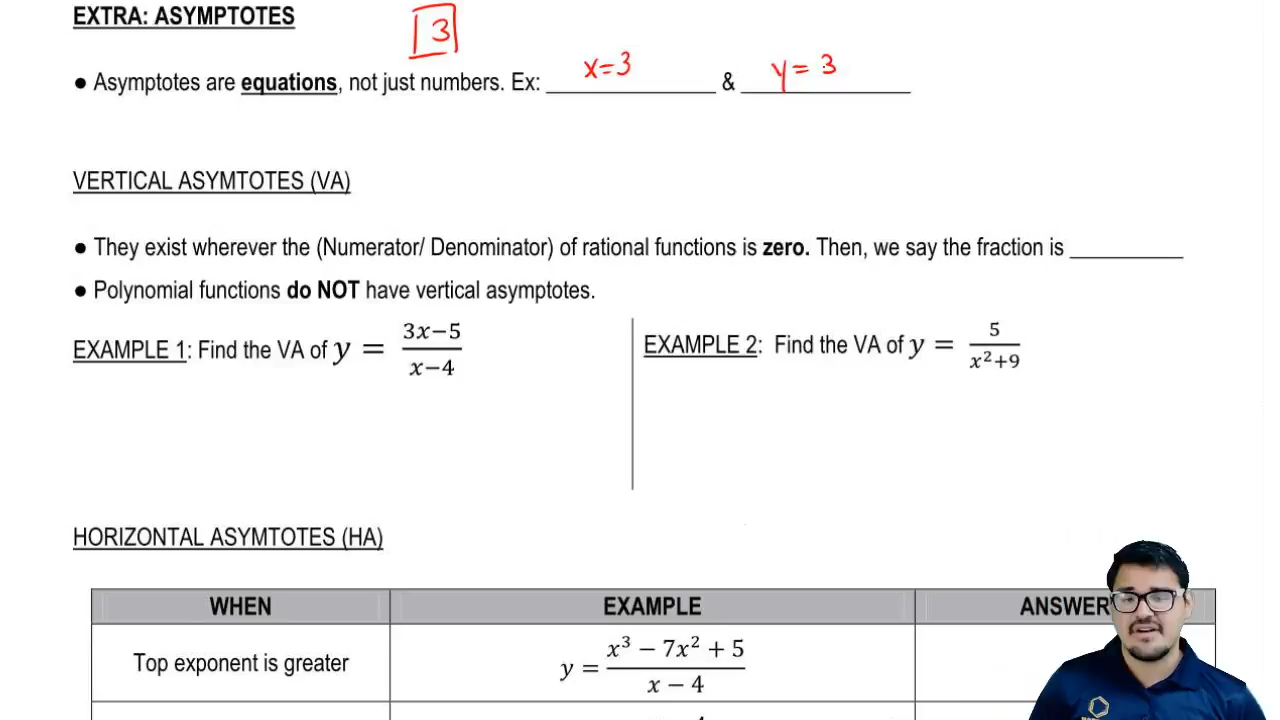 EXTRA: ASYMPTOTES
3
● Asymptotes are equations, not just numbers. Ex: x=3 & y=3
VERTICAL ASYMTOTES (VA)
● They exist wherever the (Numerator/ Denominator) of rational functions is zero. Then, we say the fraction is __________
● Polynomial functions do NOT have vertical asymptotes.
EXAMPLE 1: Find the VA of y = (3x−5)/(x−4)
EXAMPLE 2: Find the VA of y = 5/(x²+9)
HORIZONTAL ASYMTOTES (HA)
WHEN EXAMPLE ANSWER
Top exponent is greater y = (x³ − 7x² + 5)/(x − 4)